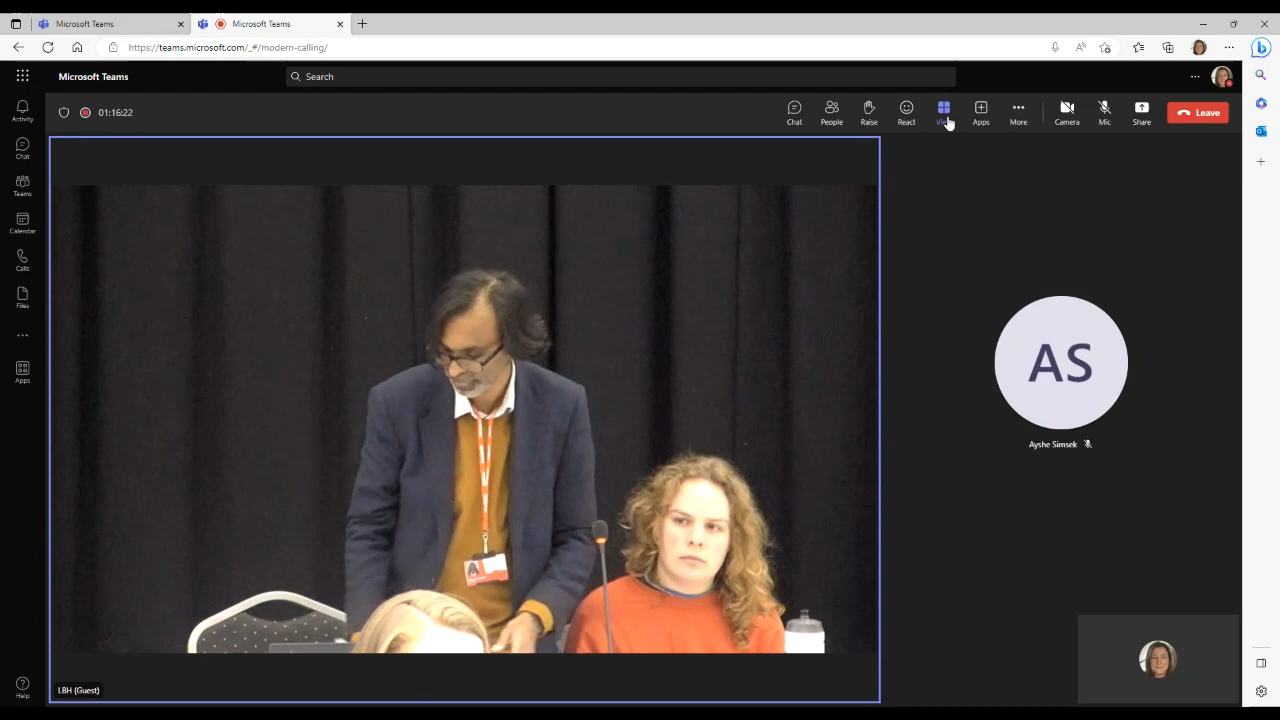 Microsoft Teams
Microsoft Teams
https://teams.microsoft.com/_#/modern-calling/
Microsoft Teams
Search
01:16:22
Chat
People
Raise
React
View
Apps
More
Camera
Mic
Share
Leave
Activity
Chat
Teams
Calendar
Calls
Files
Apps
Help
AS
Ayshe Simsek
LBH (Guest)